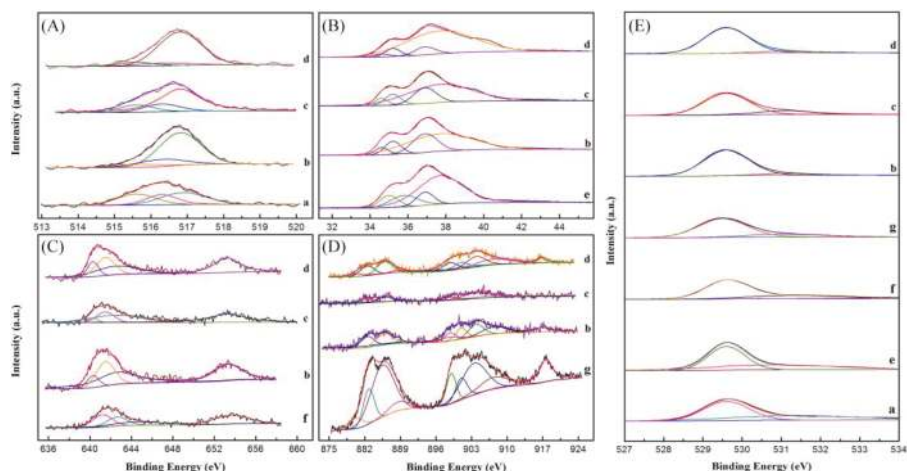 (A)
d
c
b
a
513 514 515 516 517 518 519 520
(B)
d
c
b
e
32 34 36 38 40 42 44
(C)
d
c
b
f
636 640 644 648 652 656 660
(D)
d
c
b
g
875 882 889 896 903 910 917 924
Intensity (a.u.)
Intensity (a.u.)
Binding Energy (eV)
Binding Energy (eV)
(E)
d
c
b
g
f
e
a
527 528 529 530 531 532 533 534
Intensity (a.u.)
Binding Energy (eV)